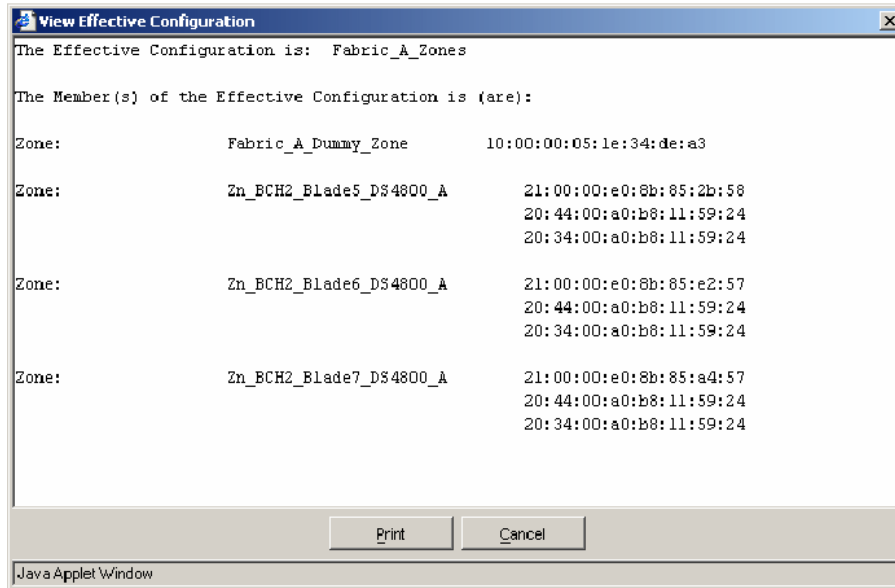 View Effective Configuration
The Effective Configuration is: Fabric_A_Zones
The Member(s) of the Effective Configuration is (are):
Zone: Fabric_A_Dummy_Zone 10:00:00:05:1e:34:de:a3
Zone: Zn_BCH2_Blade5_DS4800_A 21:00:00:e0:8b:85:2b:58
20:44:00:a0:b8:11:59:24
20:34:00:a0:b8:11:59:24
Zone: Zn_BCH2_Blade6_DS4800_A 21:00:00:e0:8b:85:e2:57
20:44:00:a0:b8:11:59:24
20:34:00:a0:b8:11:59:24
Zone: Zn_BCH2_Blade7_DS4800_A 21:00:00:e0:8b:85:a4:57
20:44:00:a0:b8:11:59:24
20:34:00:a0:b8:11:59:24
Print Cancel
Java Applet Window